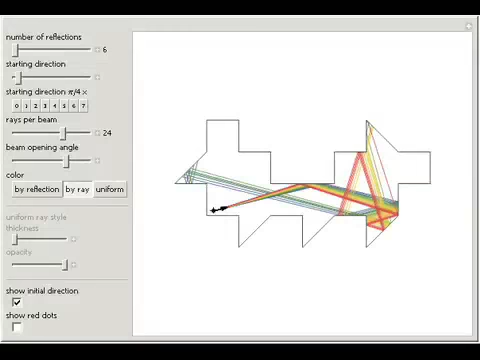 number of reflections
6
starting direction
starting direction π/4 ×
0 1 2 3 4 5 6 7
rays per beam
24
beam opening angle
color
by reflection by ray uniform
uniform ray style
thickness
opacity
show initial direction
show red dots